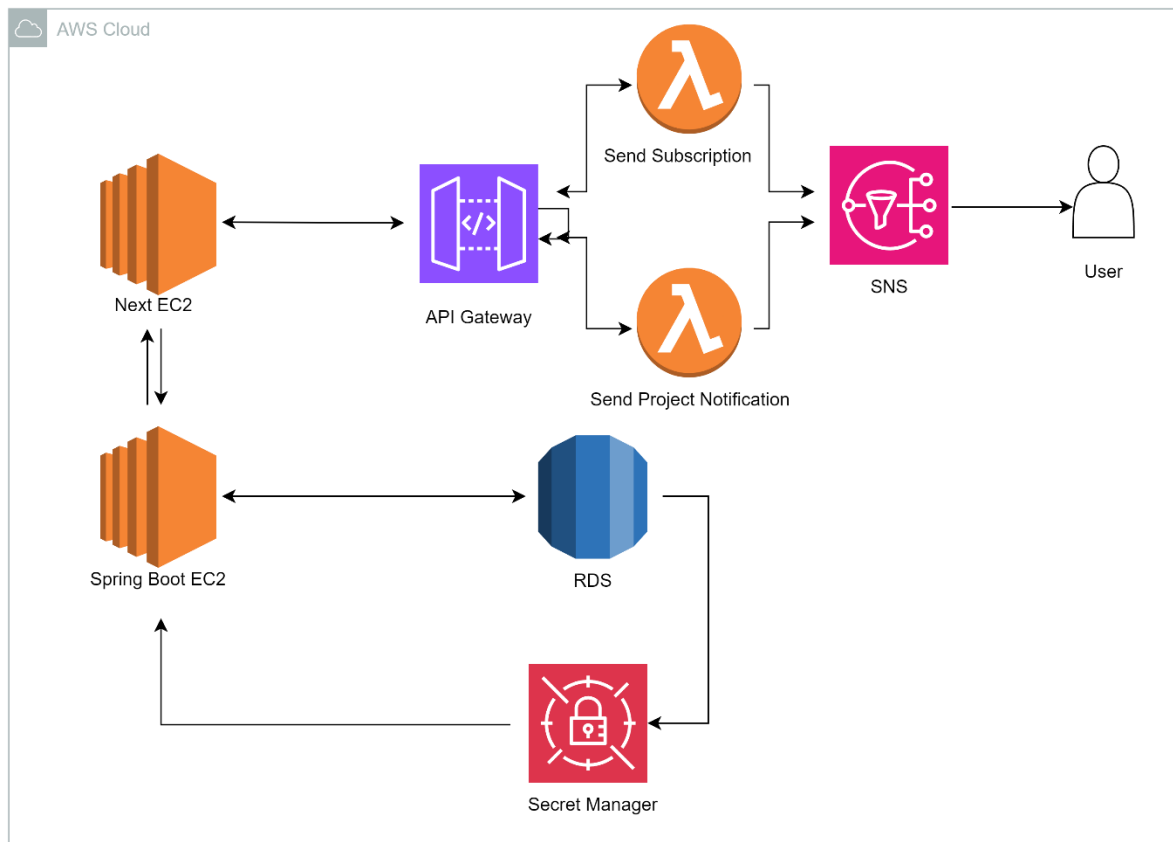 AWS Cloud
Send Subscription
Next EC2
API Gateway
</>
SNS
User
Send Project Notification
Spring Boot EC2
RDS
Secret Manager